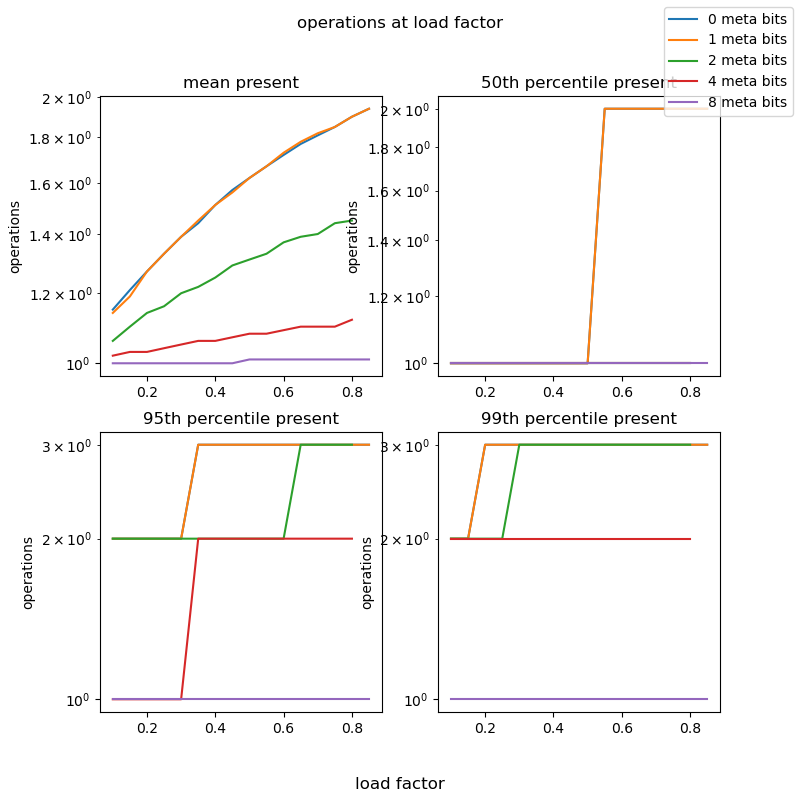 operations at load factor
0 meta bits
1 meta bits
2 meta bits
4 meta bits
8 meta bits
mean present
operations
2 × 10⁰
1.8 × 10⁰
1.6 × 10⁰
1.4 × 10⁰
1.2 × 10⁰
10⁰
0.2 0.4 0.6 0.8
50th percentile present
operations
2 × 10⁰
1.8 × 10⁰
1.6 × 10⁰
1.4 × 10⁰
1.2 × 10⁰
10⁰
0.2 0.4 0.6 0.8
95th percentile present
operations
3 × 10⁰
2 × 10⁰
10⁰
0.2 0.4 0.6 0.8
99th percentile present
operations
3 × 10⁰
2 × 10⁰
10⁰
0.2 0.4 0.6 0.8
load factor